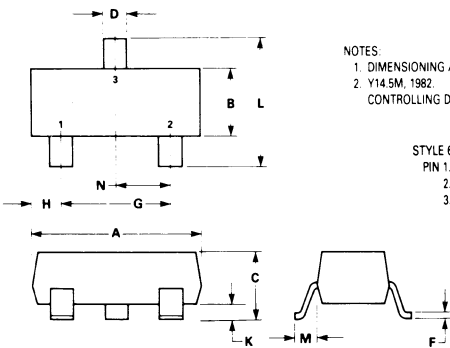 D
3
B
L
1
2
N
H
G
A
C
K
M
F
NOTES:
1. DIMENSIONING
2. Y14.5M, 1982.
CONTROLLING D
STYLE 6
PIN 1.
2.
3.